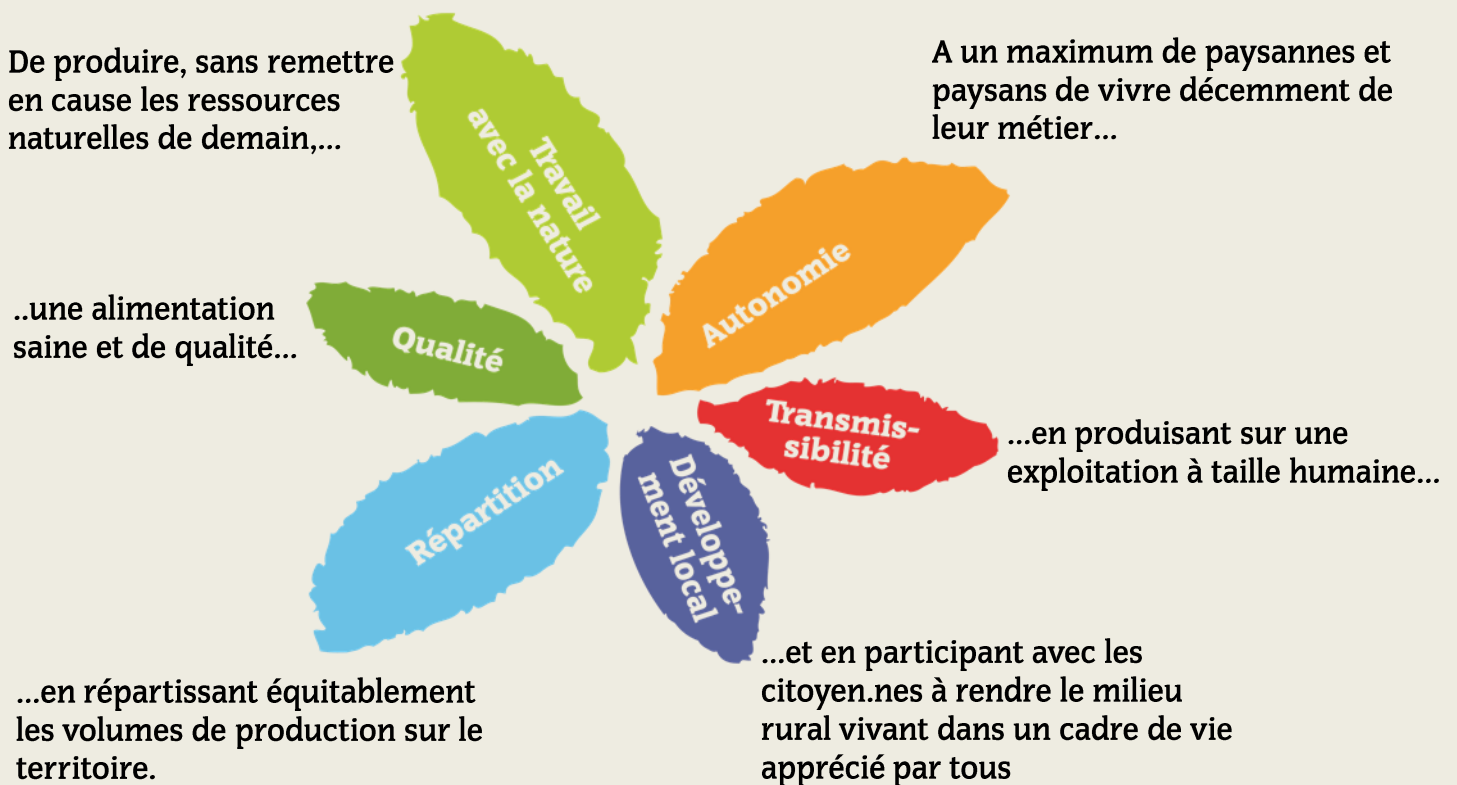 De produire, sans remettre
en cause les ressources
naturelles de demain,...
Travail
avec la nature
A un maximum de paysannes et
paysans de vivre décemment de
leur métier...
Autonomie
..une alimentation
saine et de qualité...
Qualité
Transmis-
sibilité
...en produisant sur une
exploitation à taille humaine...
Répartition
...en répartissant équitablement
les volumes de production sur le
territoire.
Développe-
ment local
...et en participant avec les
citoyen.nes à rendre le milieu
rural vivant dans un cadre de vie
apprécié par tous